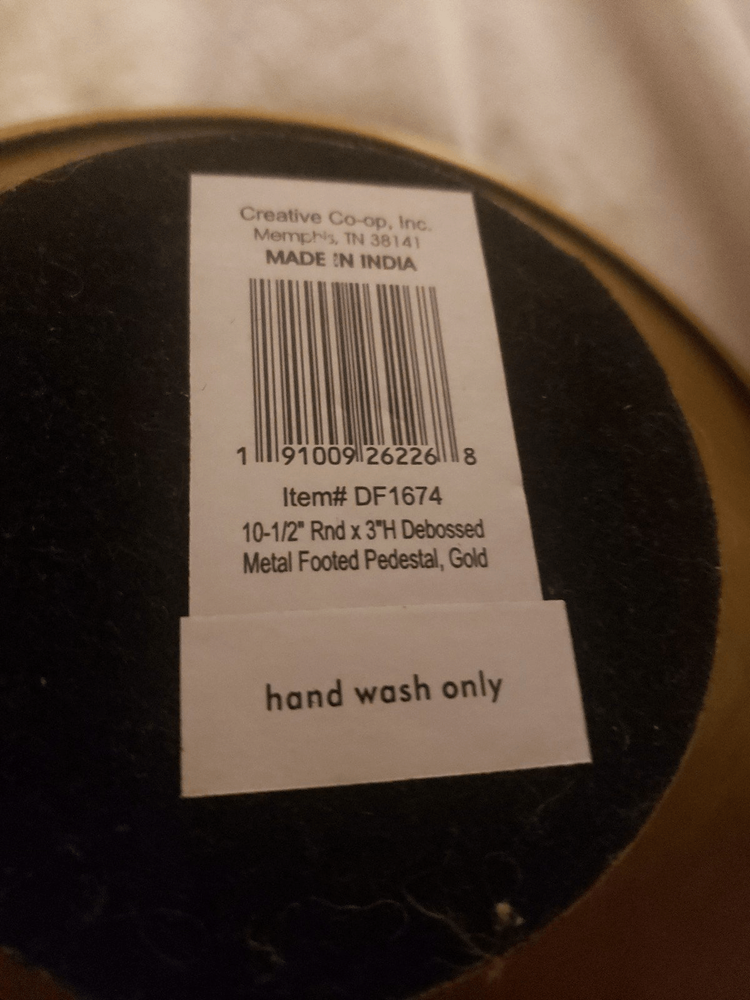 Creative Co-op, Inc.
Memphis, TN 38141
MADE IN INDIA
1 91009 26226 8
Item# DF1674
10-1/2" Rnd x 3"H Debossed
Metal Footed Pedestal, Gold
hand wash only